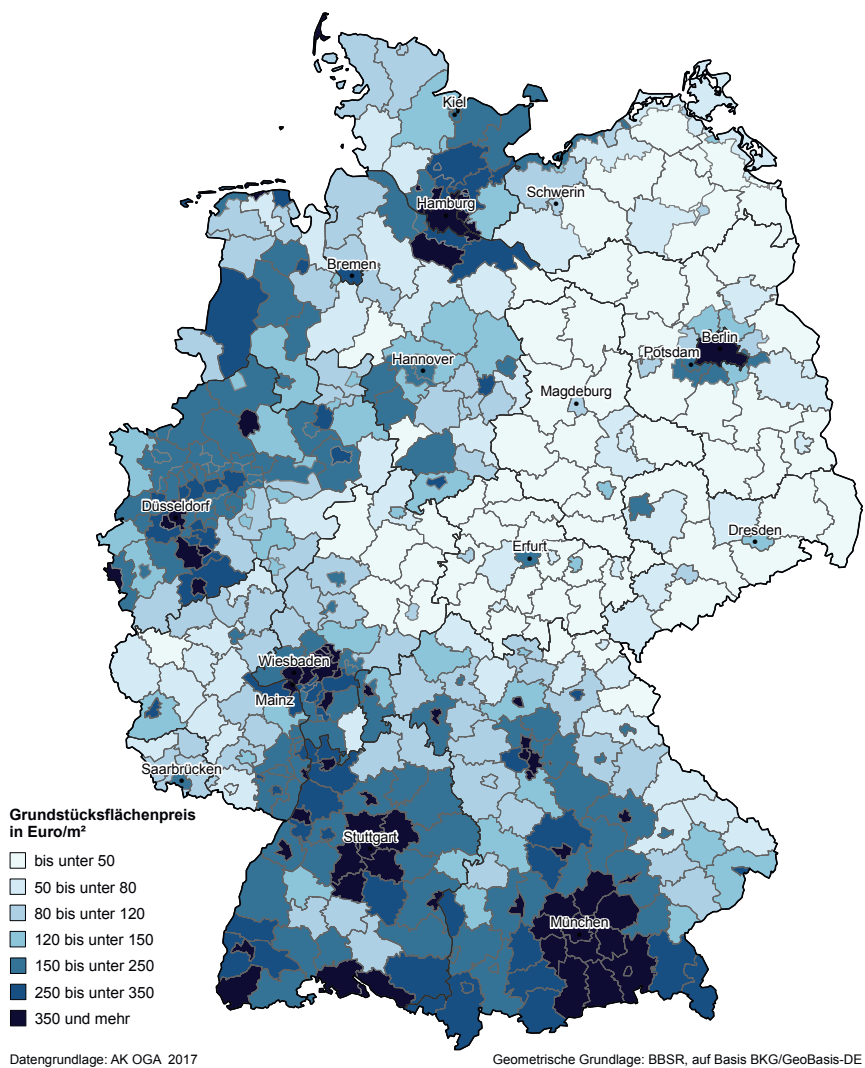 Kiel
Schwerin
Hamburg
Bremen
Berlin
Potsdam
Hannover
Magdeburg
Düsseldorf
Dresden
Erfurt
Wiesbaden
Mainz
Saarbrücken
Stuttgart
München
Grundstücksflächenpreis
in Euro/m²
bis unter 50
50 bis unter 80
80 bis unter 120
120 bis unter 150
150 bis unter 250
250 bis unter 350
350 und mehr
Datengrundlage: AK OGA 2017
Geometrische Grundlage: BBSR, auf Basis BKG/GeoBasis-DE